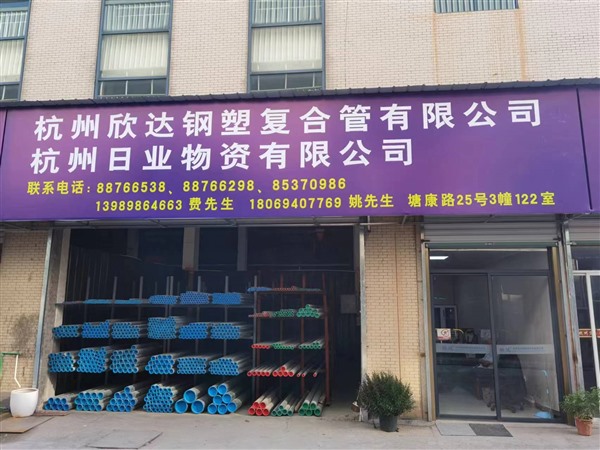 杭州欣达钢塑复合管有限公司
杭州日业物资有限公司
联系电话:88766538、88766298、85370986
13989864663 费先生 18069407769 姚先生 塘康路25号3幢122室